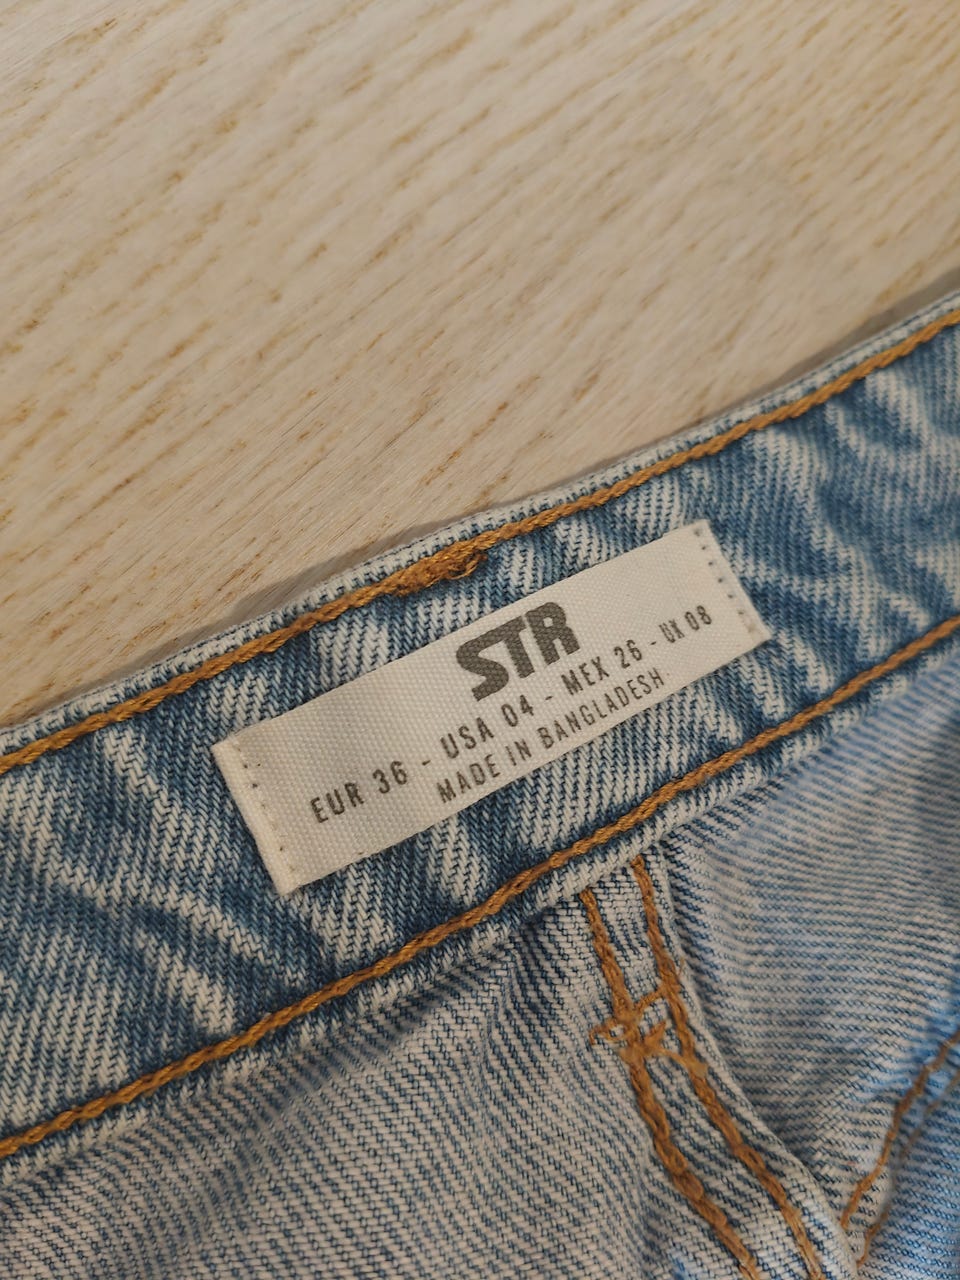 STR
EUR 36 - USA 04 - MEX 26 - UK 08
MADE IN BANGLADESH